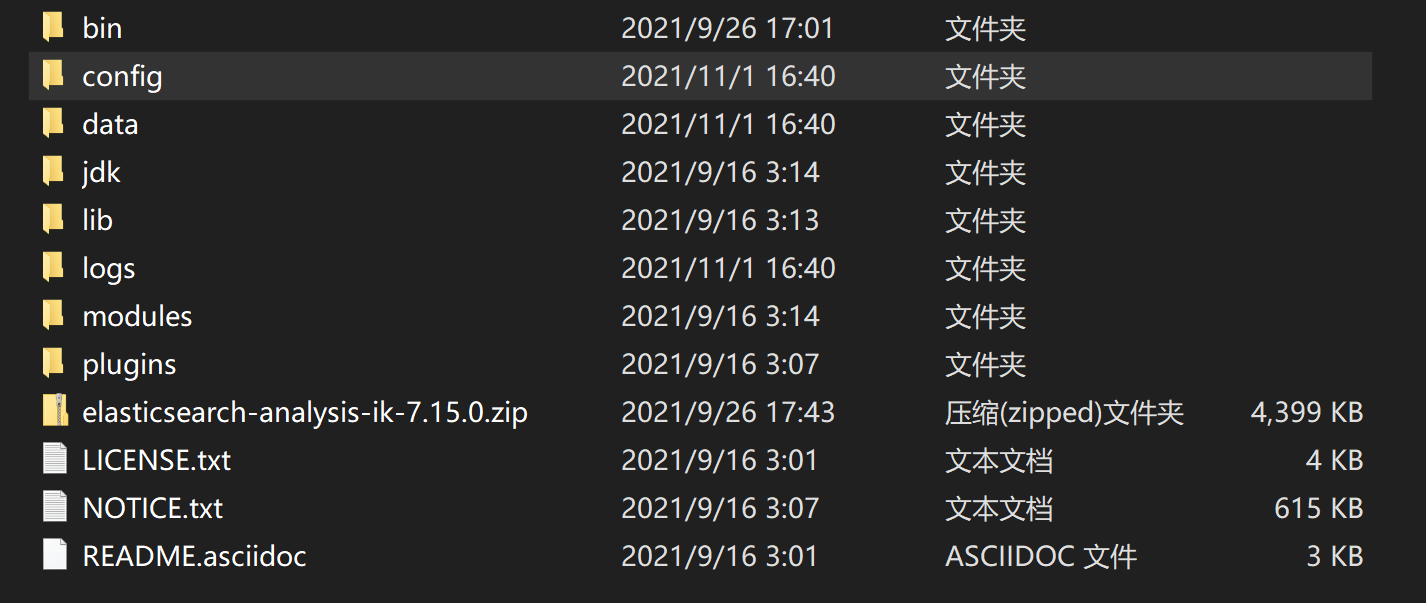 bin 2021/9/26 17:01 文件夹
config 2021/11/1 16:40 文件夹
data 2021/11/1 16:40 文件夹
jdk 2021/9/16 3:14 文件夹
lib 2021/9/16 3:13 文件夹
logs 2021/11/1 16:40 文件夹
modules 2021/9/16 3:14 文件夹
plugins 2021/9/16 3:07 文件夹
elasticsearch-analysis-ik-7.15.0.zip 2021/9/26 17:43 压缩(zipped)文件夹 4,399 KB
LICENSE.txt 2021/9/16 3:01 文本文档 4 KB
NOTICE.txt 2021/9/16 3:07 文本文档 615 KB
README.asciidoc 2021/9/16 3:01 ASCIIDOC 文件 3 KB